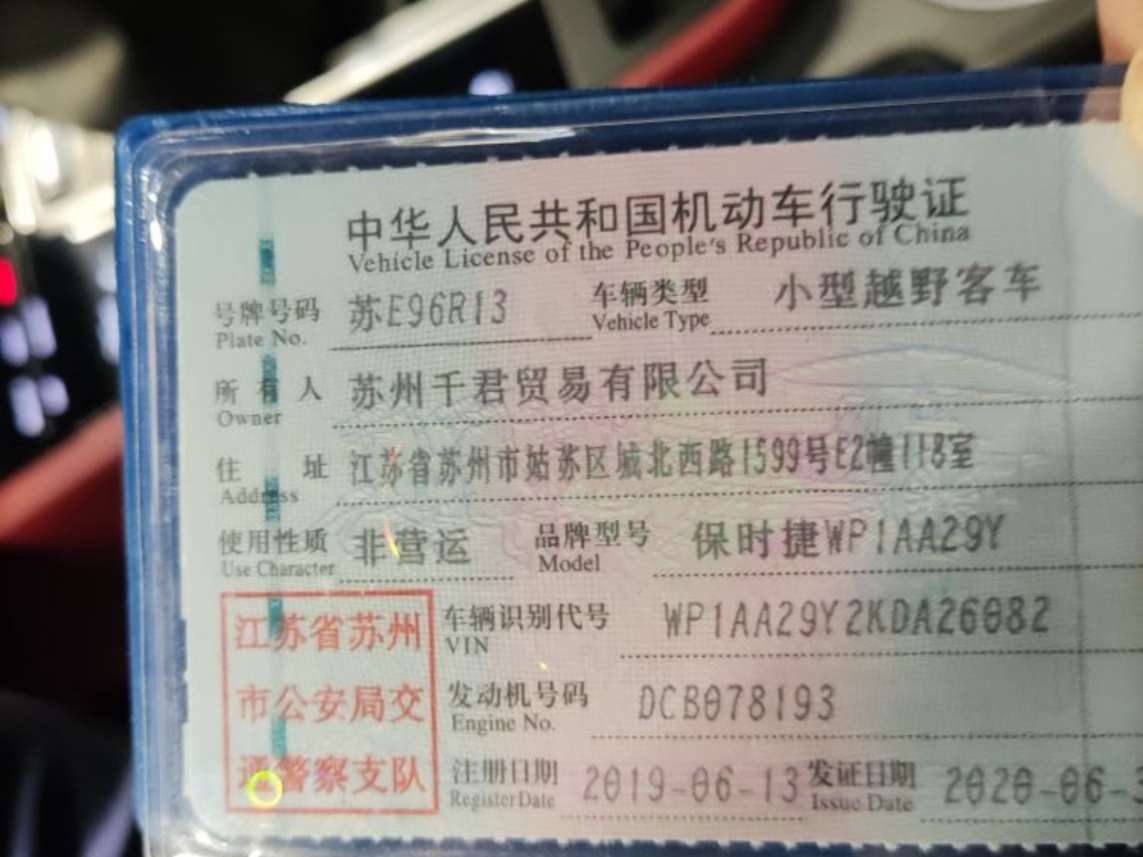 中华人民共和国机动车行驶证
Vehicle License of the People's Republic of China
号牌号码 苏E96R13 车辆类型 小型越野客车
Plate No. Vehicle Type
所有人 苏州千君贸易有限公司
Owner
住址 江苏省苏州市姑苏区城北西路1599号E2幢118室
Address
使用性质 非营运 品牌型号 保时捷WP1AA29Y
Use Character Model
江苏省苏州
市公安局交
通警察支队
车辆识别代号 WP1AA29Y2KDA26082
VIN
发动机号码 DCB078193
Engine No.
注册日期 2019-06-13 发证日期 2020-06-
Register Date Issue Date